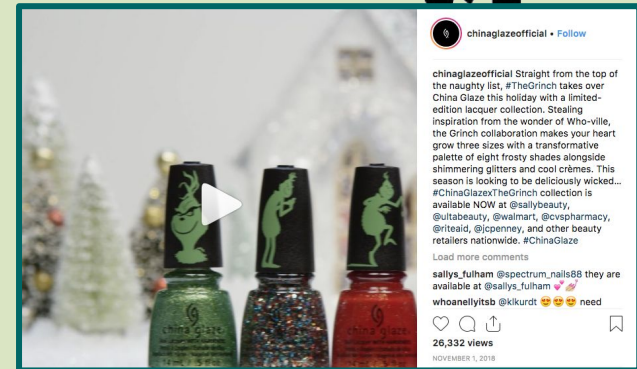 chinaglazeofficial • Follow
chinaglazeofficial Straight from the top of
the naughty list, #TheGrinch takes over
China Glaze this holiday with a limited-
edition lacquer collection. Stealing
inspiration from the wonder of Who-ville,
the Grinch collaboration makes your heart
grow three sizes with a transformative
palette of eight frosty shades alongside
shimmering glitters and cool crèmes. This
season is looking to be deliciously wicked...
#ChinaGlazexTheGrinch collection is
available NOW at @sallybeauty,
@ultabeauty, @walmart, @cvspharmacy,
@riteaid, @jcpenney, and other beauty
retailers nationwide. #ChinaGlaze
Load more comments
sallys_fulham @spectrum_nails88 they are
available at @sallys_fulham 💕💅🏼
whoanellyitsb @klkurdt 😍😍😍 need
26,332 views
NOVEMBER 1, 2018
china glaze
china glaze
china glaze